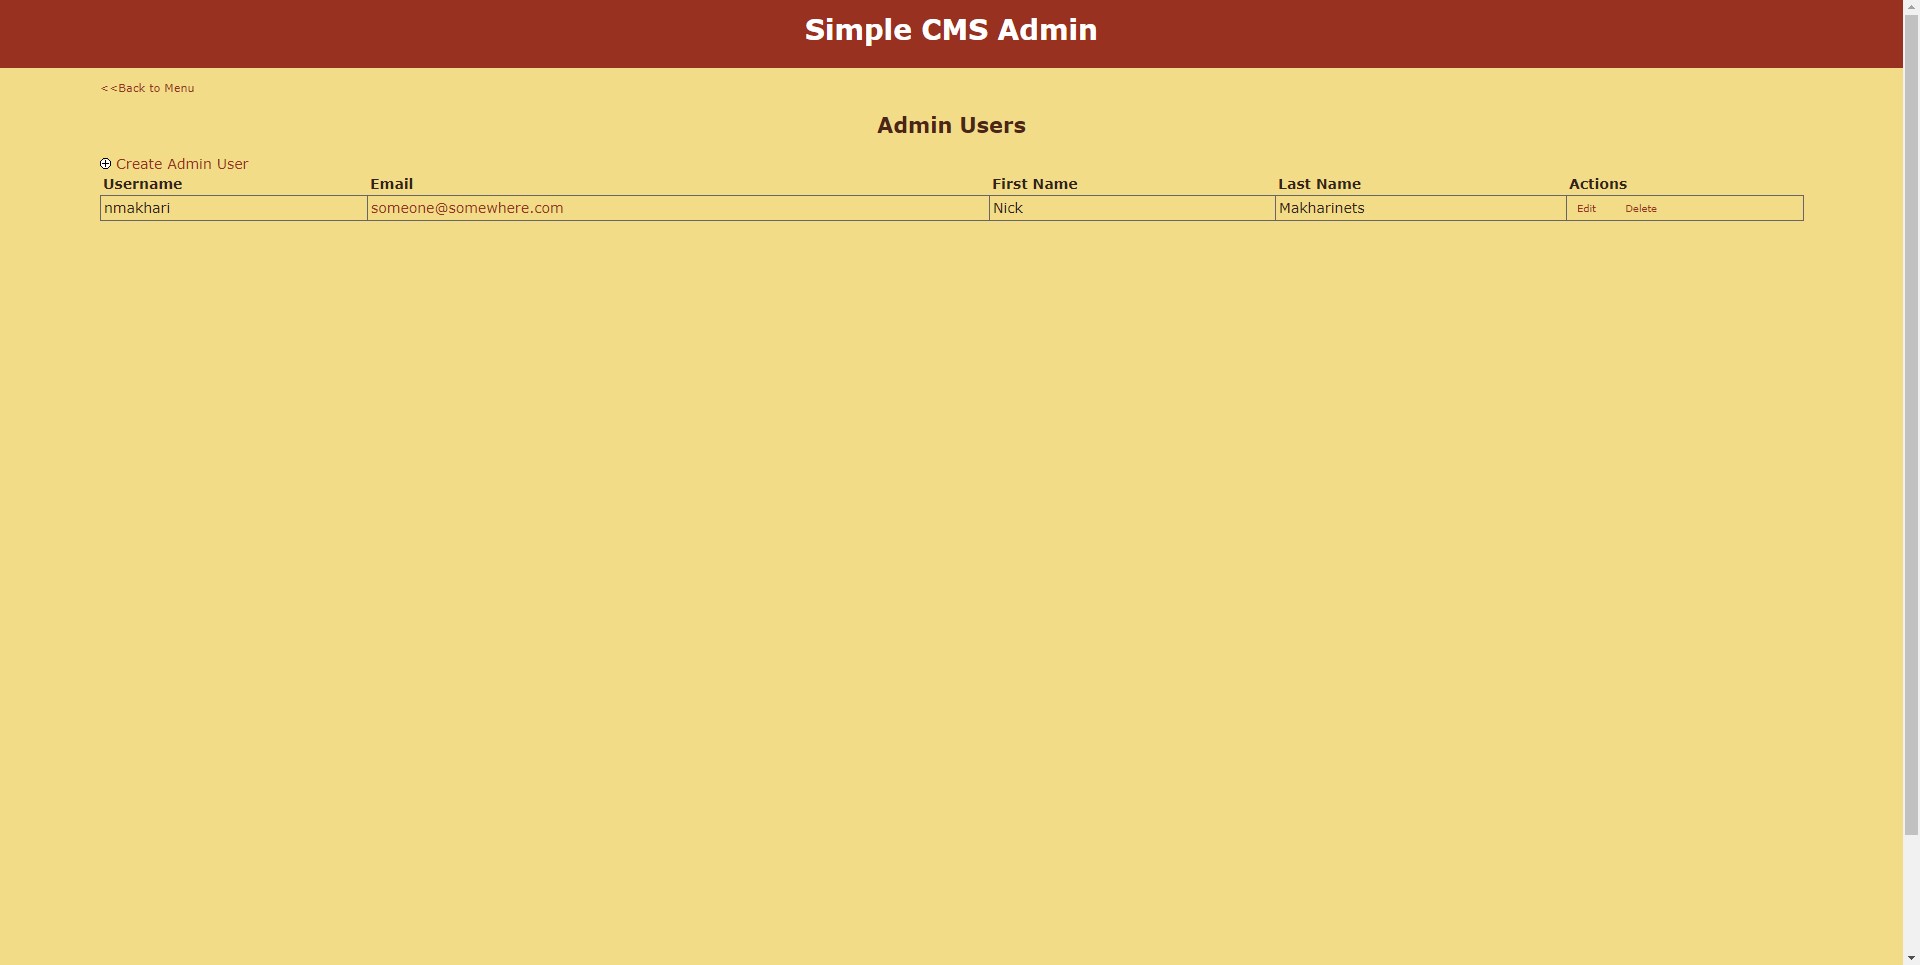 Simple CMS Admin
<<Back to Menu
Admin Users
Create Admin User
Username Email First Name Last Name Actions
nmakhari someone@somewhere.com Nick Makharinets Edit Delete